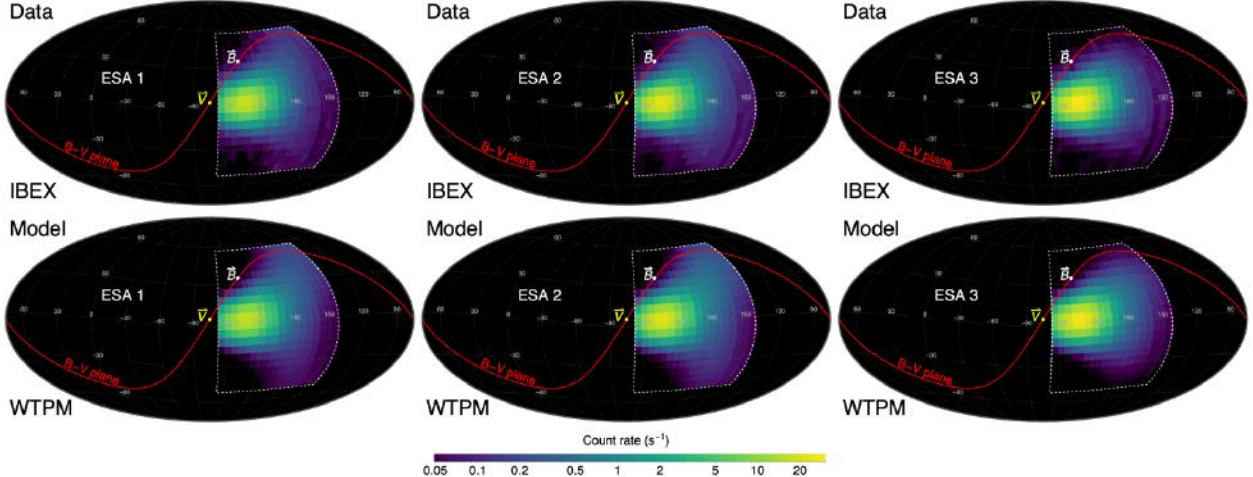 Data
ESA 1
B
V
B-V plane
IBEX
Data
ESA 2
B
V
B-V plane
IBEX
Data
ESA 3
B
V
B-V plane
IBEX
Model
ESA 1
B
V
B-V plane
WTPM
Model
ESA 2
B
V
B-V plane
WTPM
Model
ESA 3
B
V
B-V plane
WTPM
Count rate (s⁻¹)
0.05 0.1 0.2 0.5 1 2 5 10 20